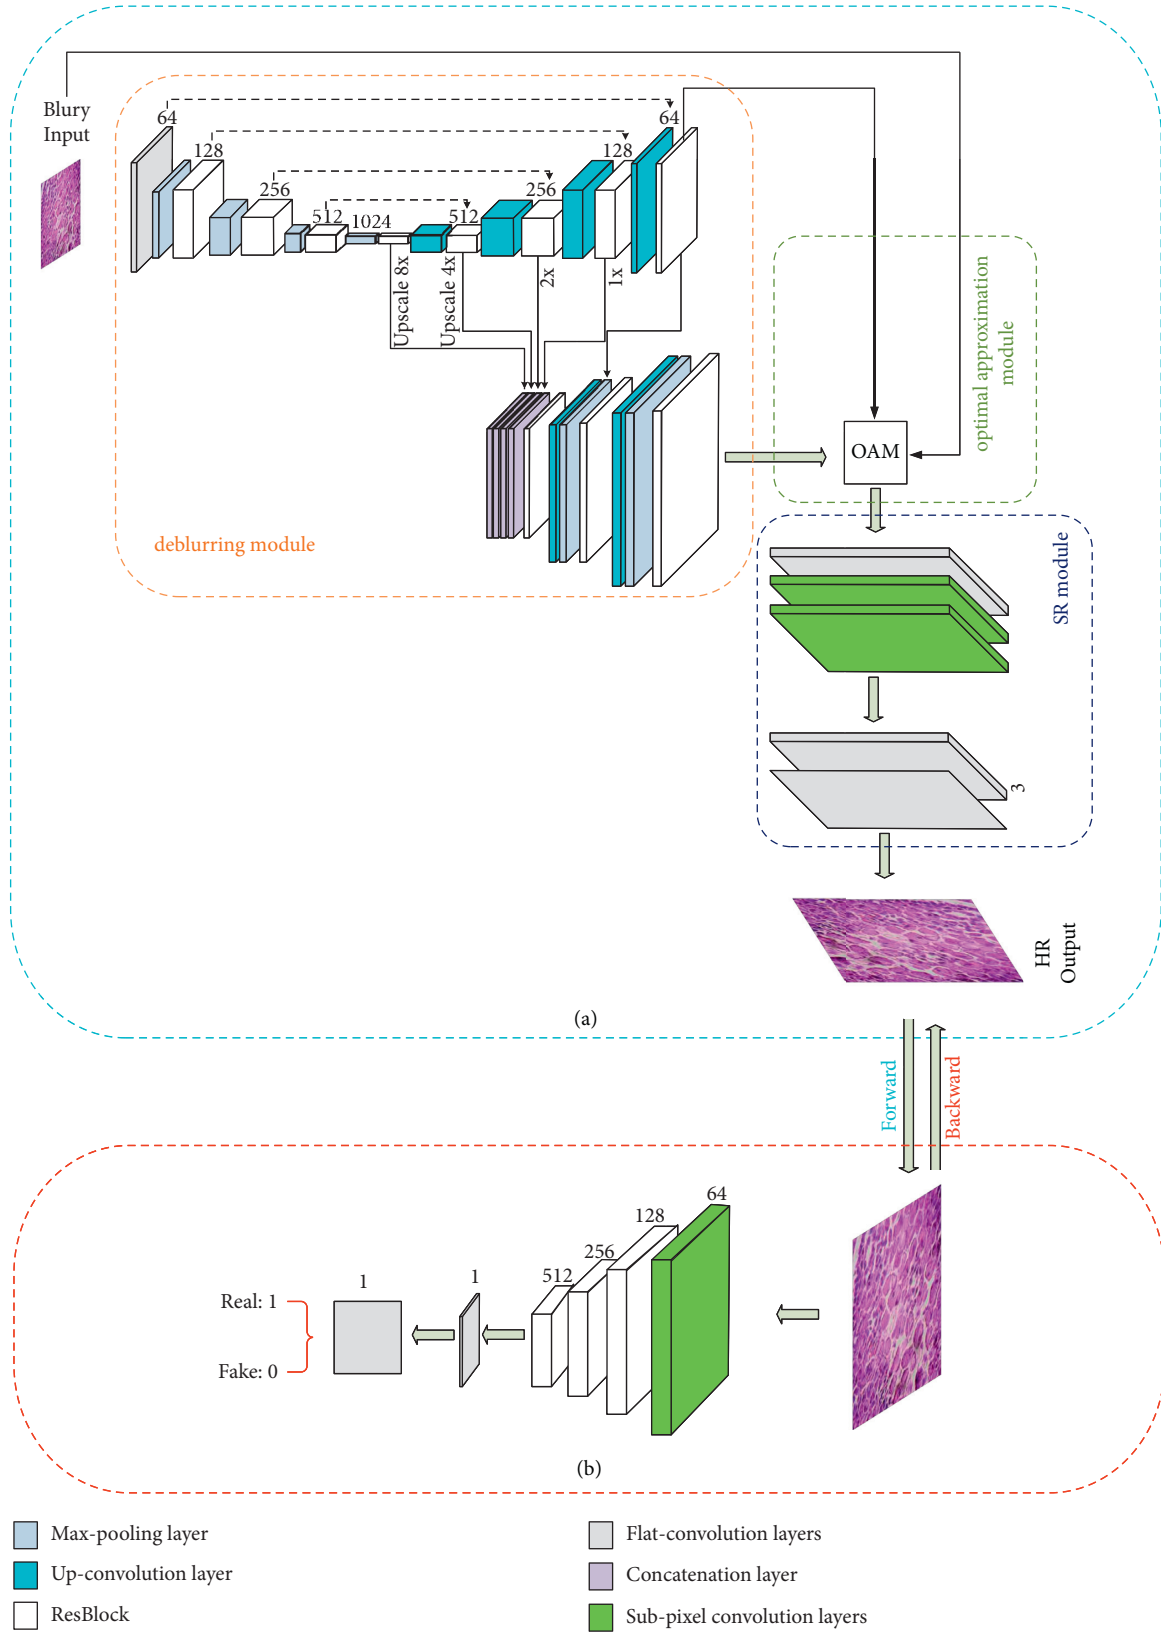 Blury
Input
64
128
256
512
1024
512
256
128
64
Upscale 8x
Upscale 4x
2x
1x
deblurring module
optimal approximation
module
OAM
SR module
3
HR
Output
(a)
Forward
Backward
64
128
256
512
1
1
Real: 1
Fake: 0
(b)
Max-pooling layer
Up-convolution layer
ResBlock
Flat-convolution layers
Concatenation layer
Sub-pixel convolution layers